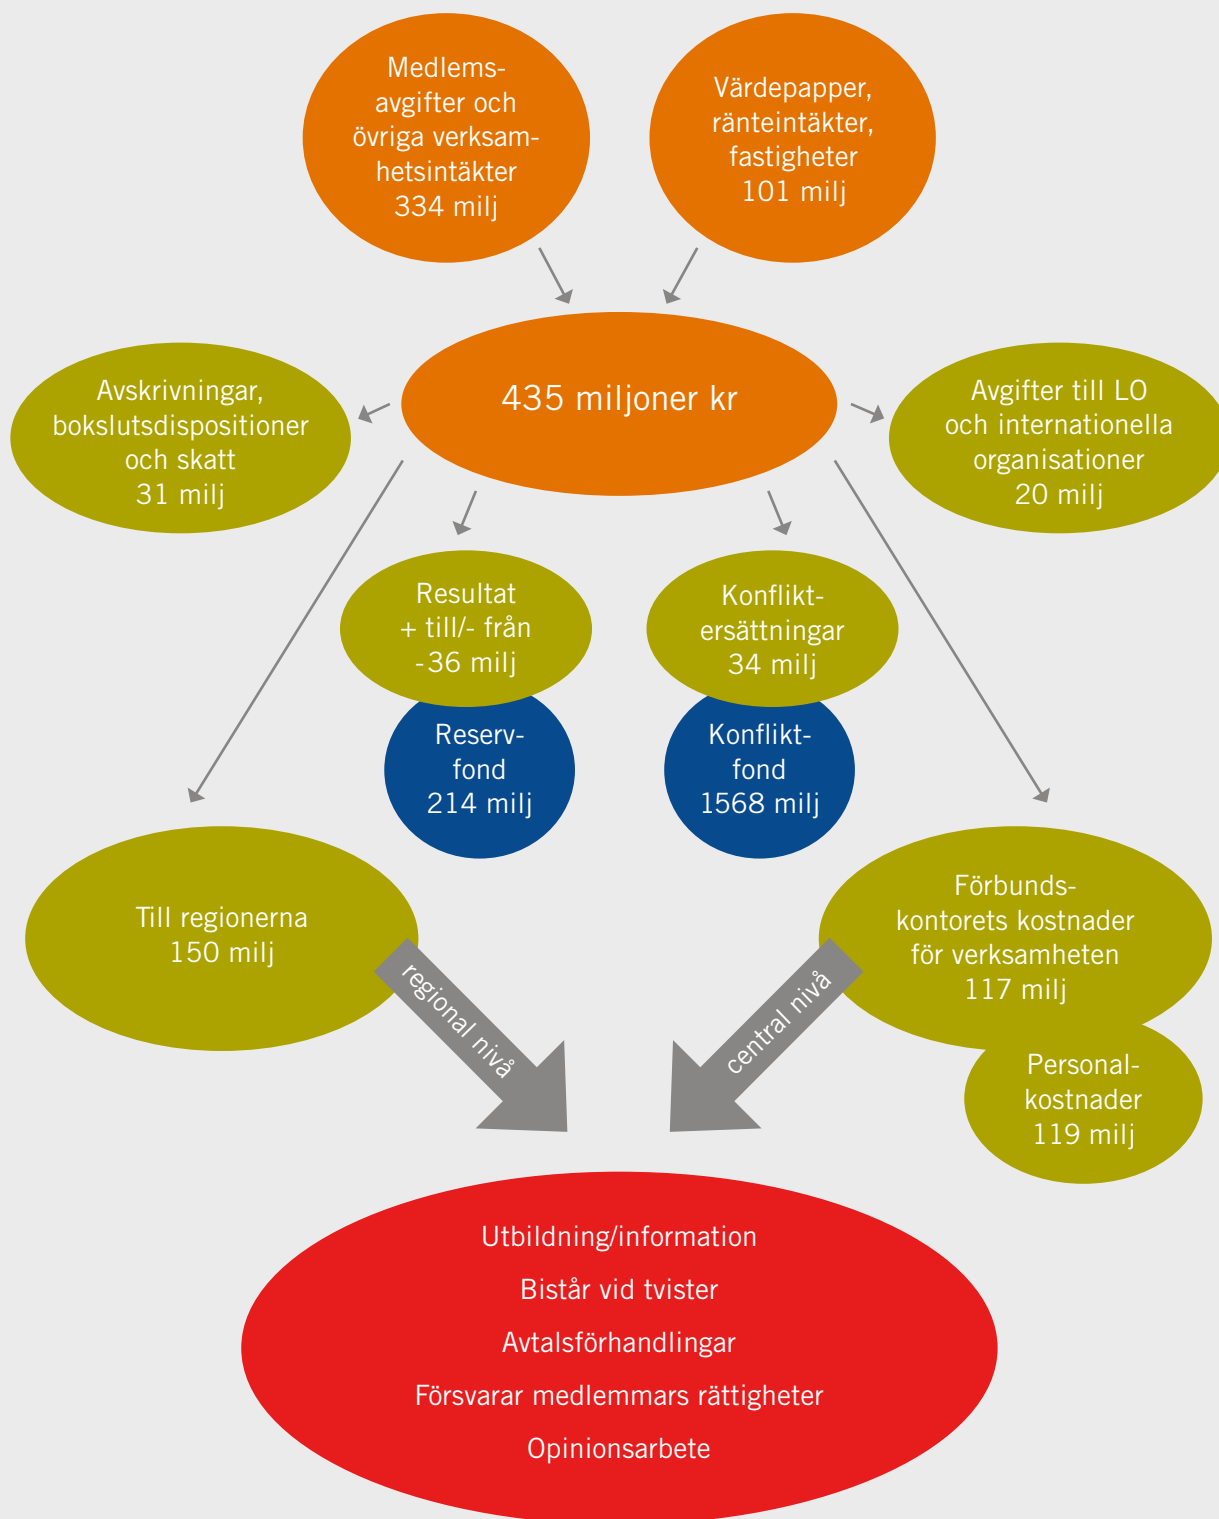 Medlems-
avgifter och
övriga verksam-
hetsintäkter
334 milj
Värdepapper,
ränteintäkter,
fastigheter
101 milj
435 miljoner kr
Avskrivningar,
bokslutsdispositioner
och skatt
31 milj
Avgifter till LO
och internationella
organisationer
20 milj
Resultat
+ till/- från
-36 milj
Konflikt-
ersättningar
34 milj
Reserv-
fond
214 milj
Konflikt-
fond
1568 milj
Till regionerna
150 milj
Förbunds-
kontorets kostnader
för verksamheten
117 milj
regional nivå
central nivå
Personal-
kostnader
119 milj
Utbildning/information
Bistår vid tvister
Avtalsförhandlingar
Försvarar medlemmars rättigheter
Opinionsarbete